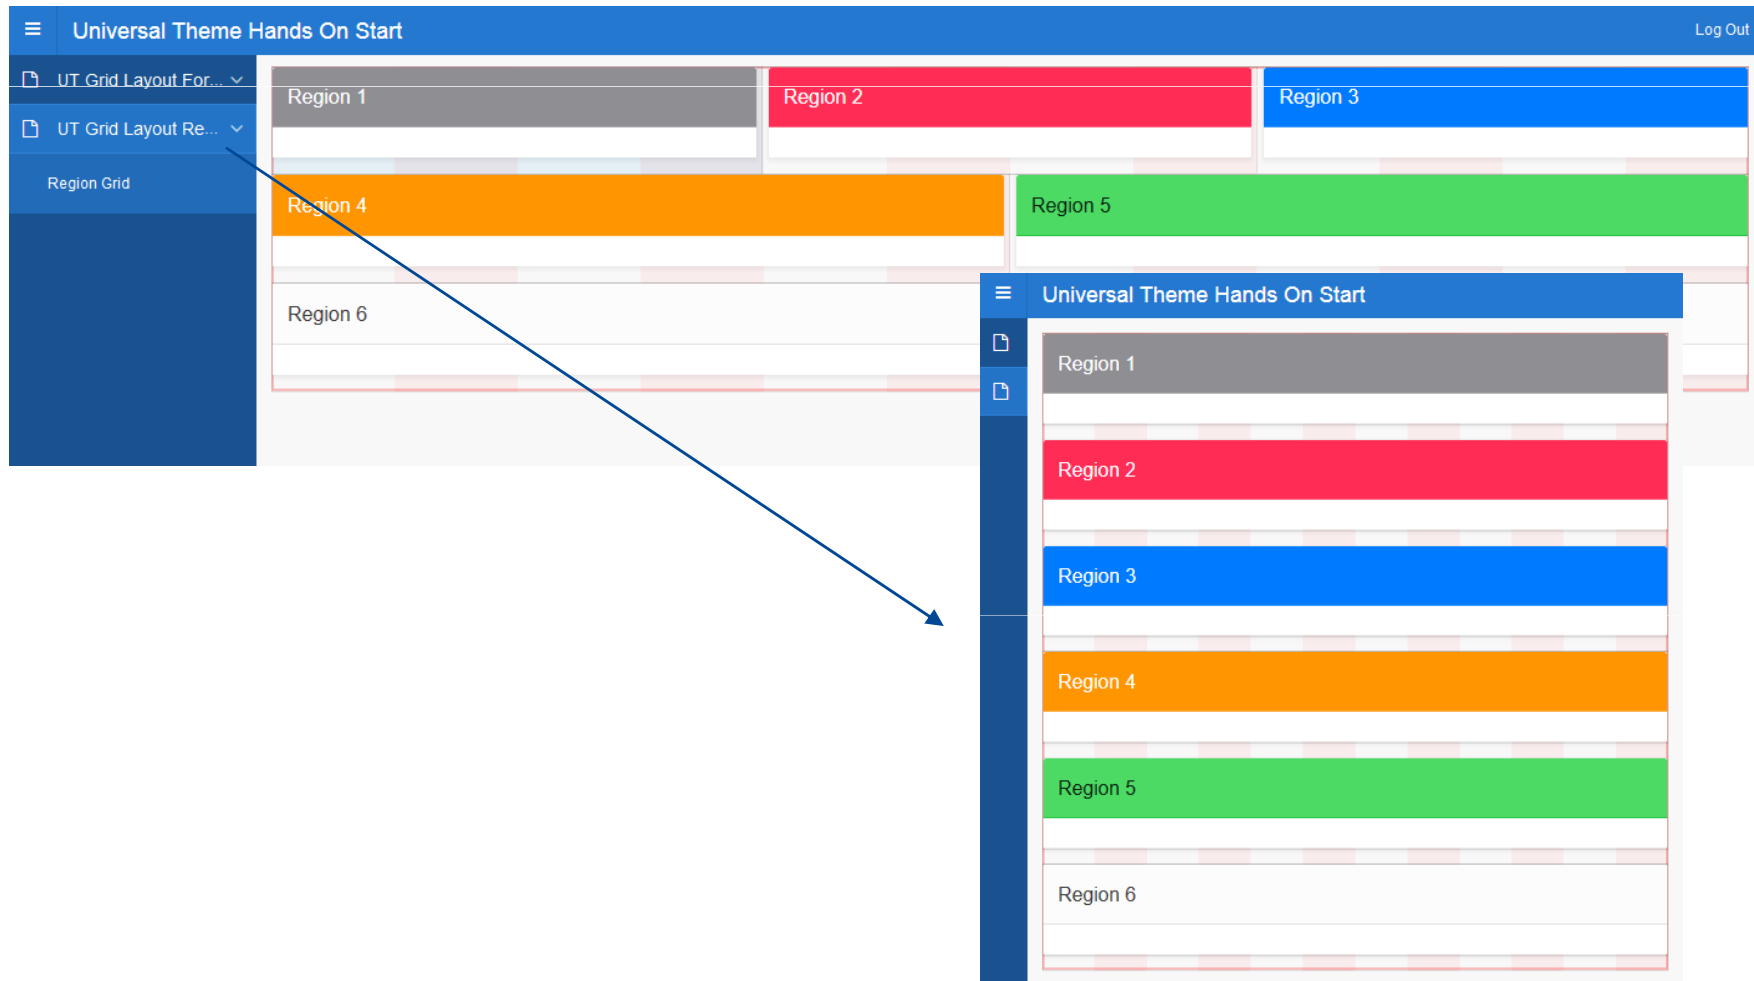 Universal Theme Hands On Start
Log Out
UT Grid Layout For...
UT Grid Layout Re...
Region Grid
Region 1
Region 2
Region 3
Region 4
Region 5
Region 6
Universal Theme Hands On Start
Region 1
Region 2
Region 3
Region 4
Region 5
Region 6